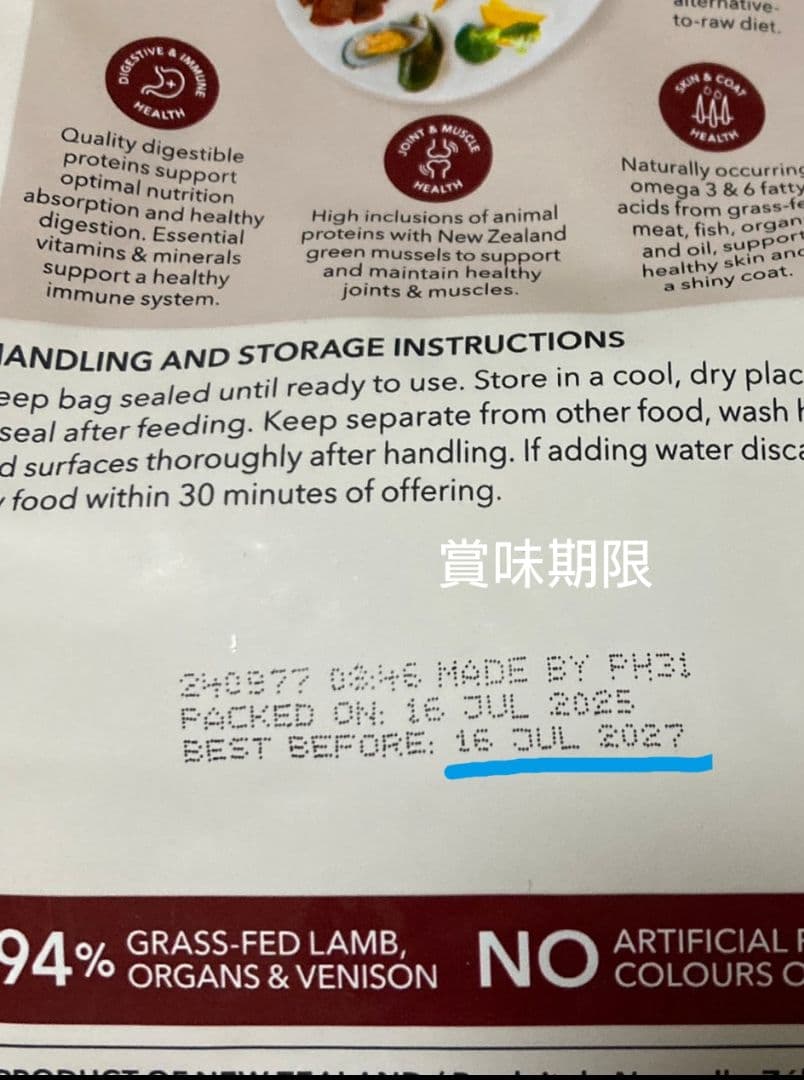 to-raw diet.
DIGESTIVE & IMMUNE
HEALTH
Quality digestible
proteins support
optimal nutrition
absorption and healthy
digestion. Essential
vitamins & minerals
support a healthy
immune system.
JOINT & MUSCLE
HEALTH
High inclusions of animal
proteins with New Zealand
green mussels to support
and maintain healthy
joints & muscles.
SKIN & COAT
HEALTH
Naturally occurring
omega 3 & 6 fatty
acids from grass-fe
meat, fish, organ
and oil, support
healthy skin and
a shiny coat.
HANDLING AND STORAGE INSTRUCTIONS
eep bag sealed until ready to use. Store in a cool, dry plac
seal after feeding. Keep separate from other food, wash h
d surfaces thoroughly after handling. If adding water disca
y food within 30 minutes of offering.
賞味期限
240977 08:46 MADE BY PH3i
PACKED ON: 16 JUL 2025
BEST BEFORE: 16 JUL 2027
94% GRASS-FED LAMB,
ORGANS & VENISON
NO ARTIFICIAL
COLOURS